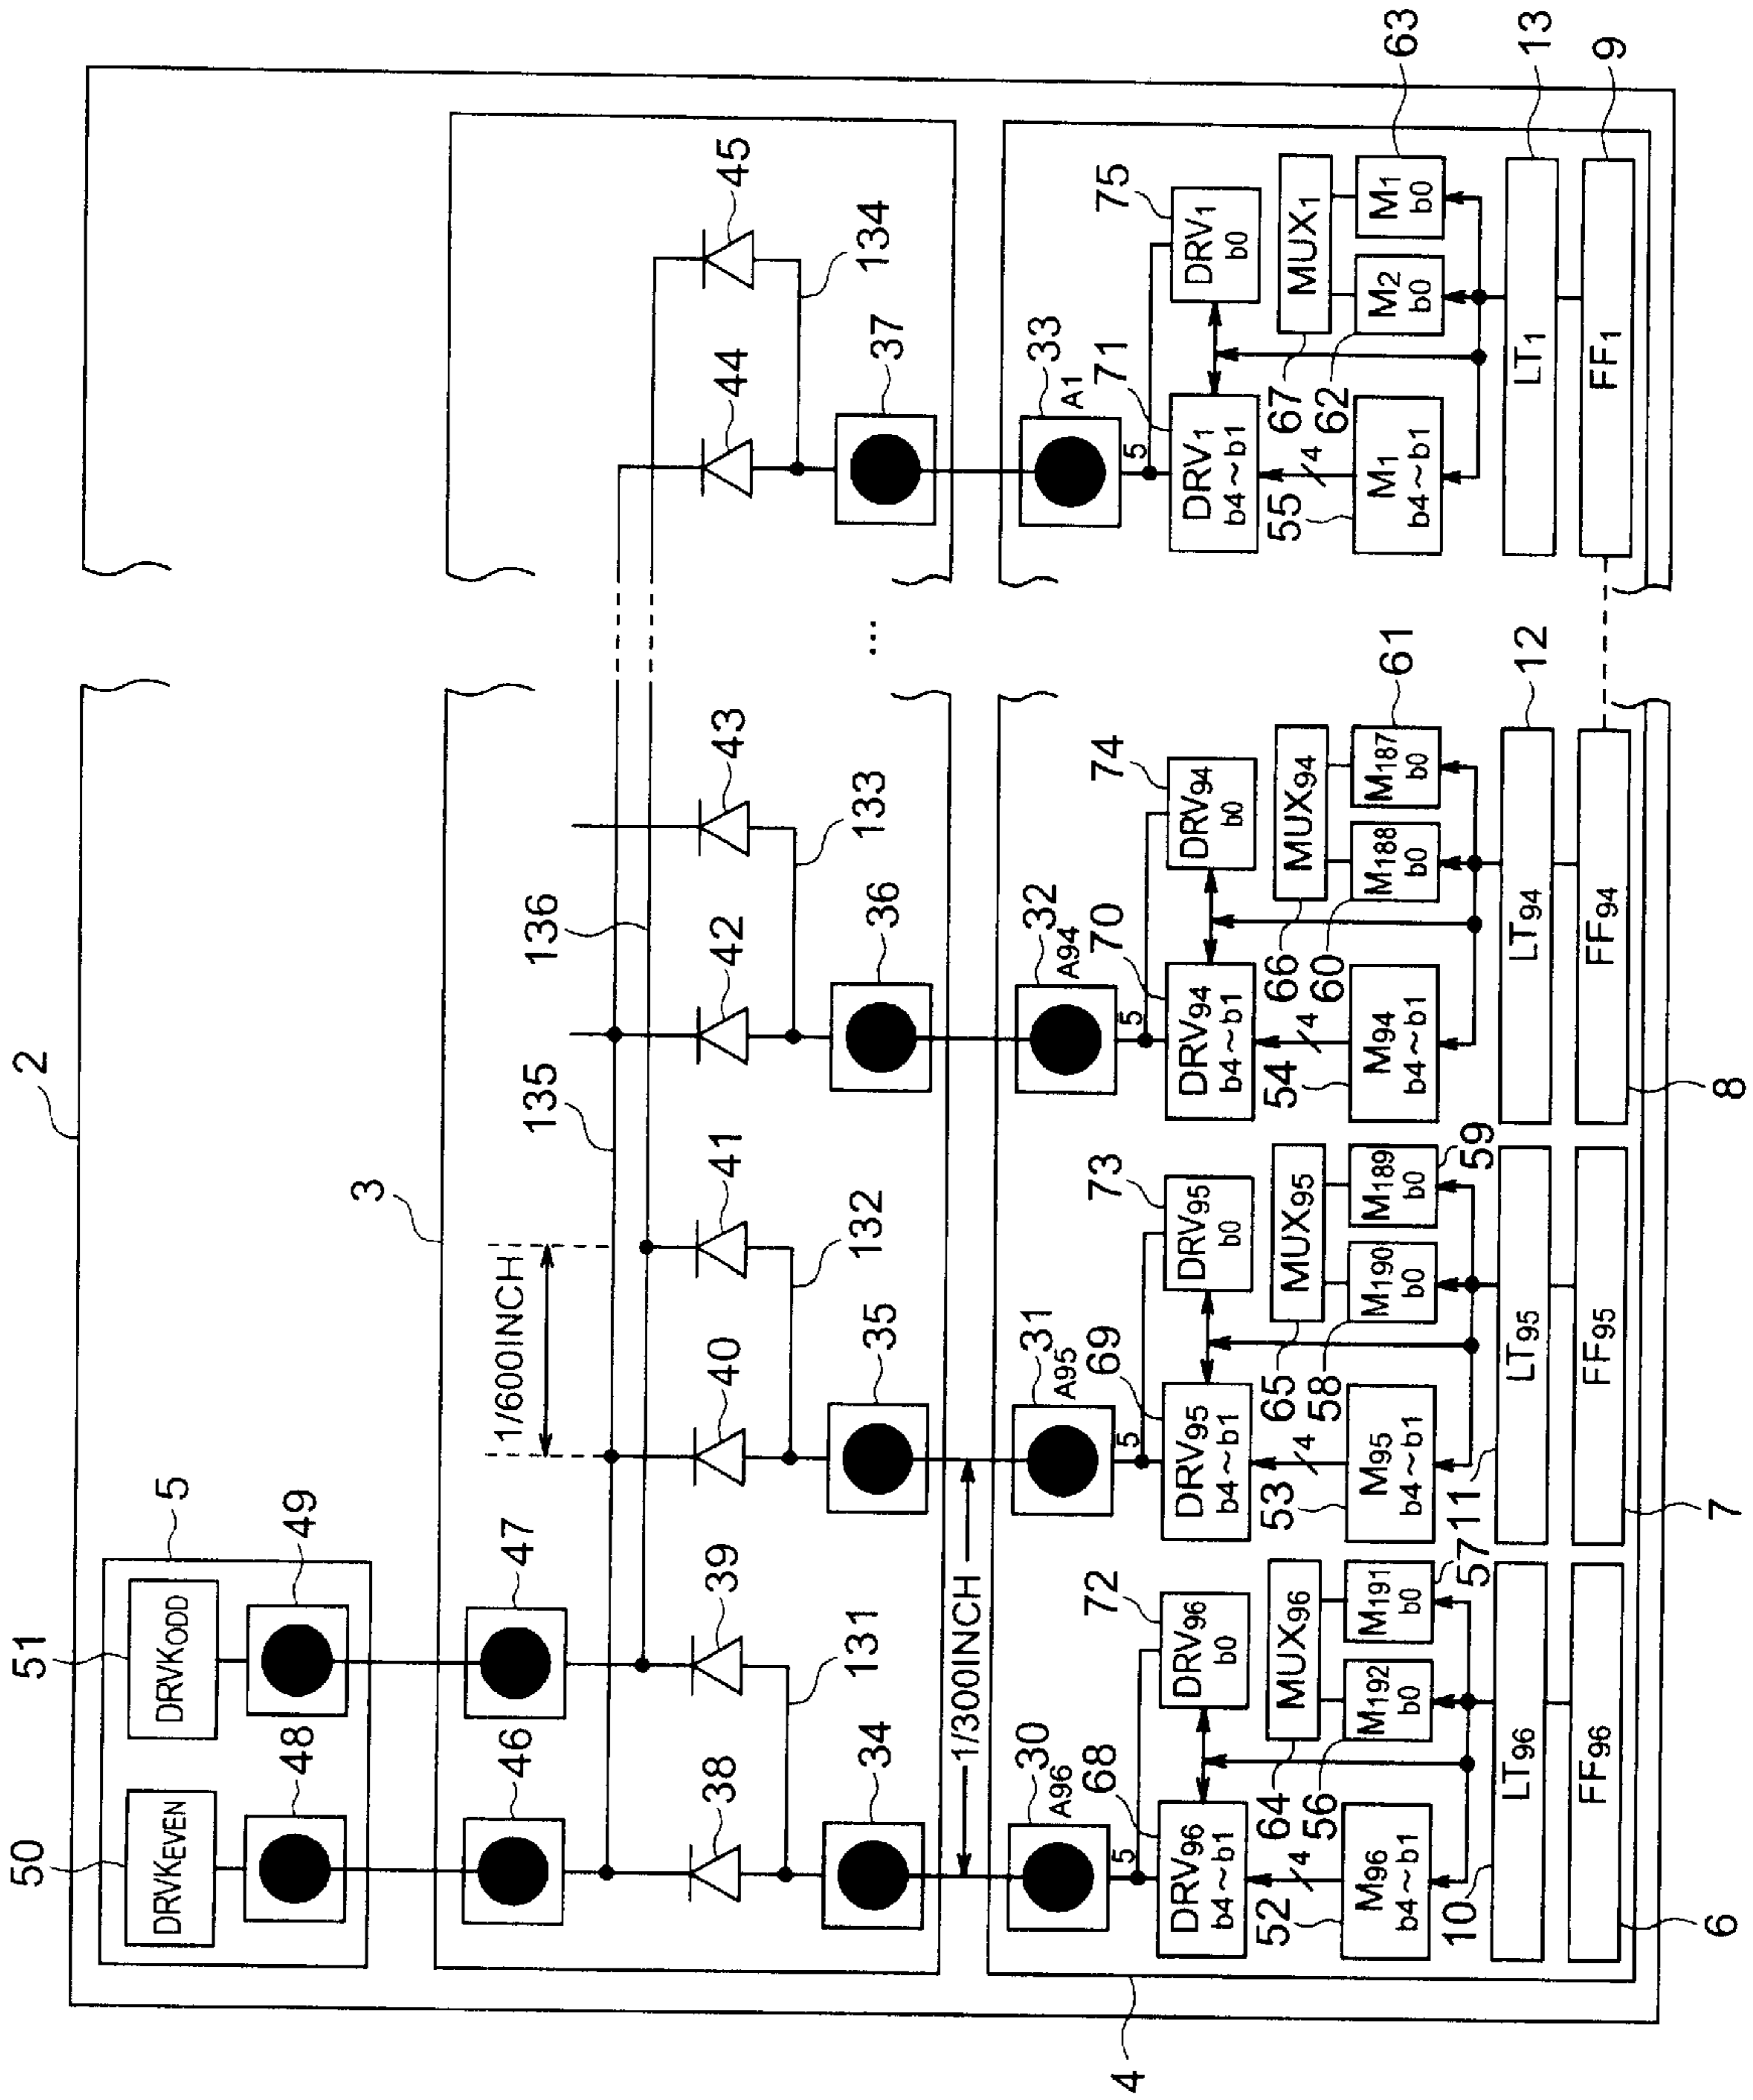 2
50
51
5
DRVKEVEN
DRVKODD
48
49
3
46
47
1/600INCH
135
136
38
39
40
41
42
43
44
45
131
132
133
134
34
35
36
37
...
1/300INCH
4
30
A96
31
A95
32
A94
33
A1
5
5
5
5
68
72
69
73
70
74
71
75
DRV96
b4~b1
DRV96
b0
DRV95
b4~b1
DRV95
b0
DRV94
b4~b1
DRV94
b0
DRV1
b4~b1
DRV1
b0
52
4
64
56
MUX96
53
4
65
58
MUX95
54
4
66
60
MUX94
55
4
67
62
MUX1
M96
b4~b1
M192
b0
M191
b0
57
M95
b4~b1
M190
b0
M189
b0
59
M94
b4~b1
M188
b0
M187
b0
61
M1
b4~b1
M2
b0
M1
b0
63
10
LT96
11
LT95
LT94
12
LT1
13
FF96
FF95
FF94
FF1
9
6
7
8